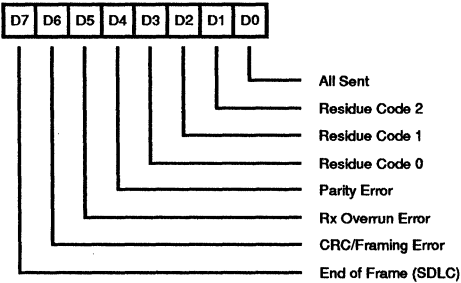 D7 D6 D5 D4 D3 D2 D1 D0
All Sent
Residue Code 2
Residue Code 1
Residue Code 0
Parity Error
Rx Overrun Error
CRC/Framing Error
End of Frame (SDLC)